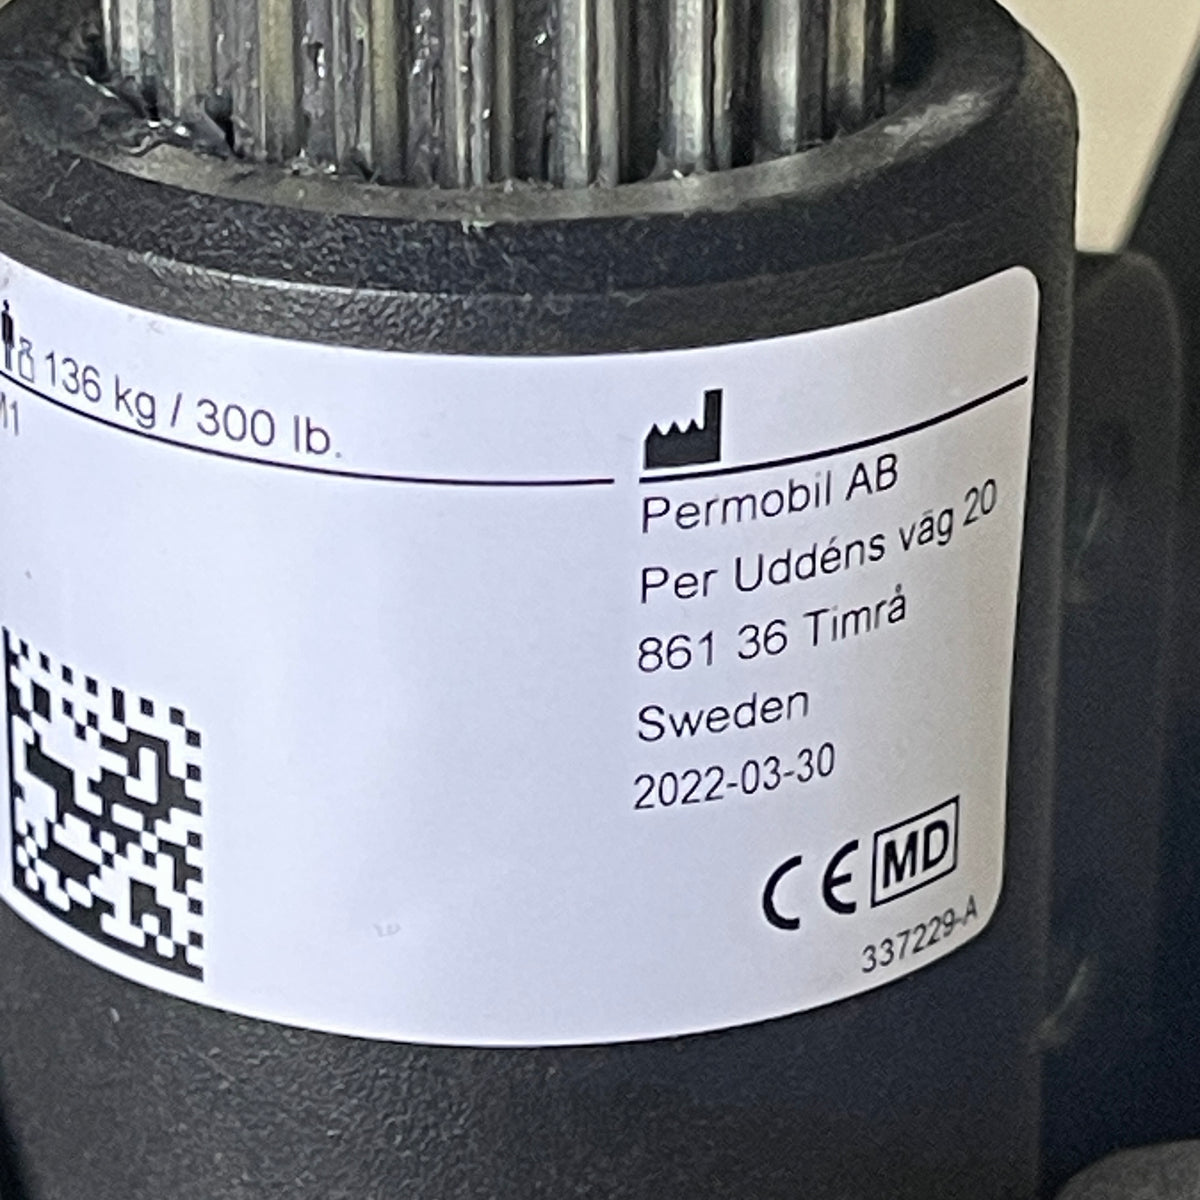 136 kg / 300 lb.
M1
Permobil AB
Per Uddéns väg 20
861 36 Timrå
Sweden
2022-03-30
CE MD
337229-A